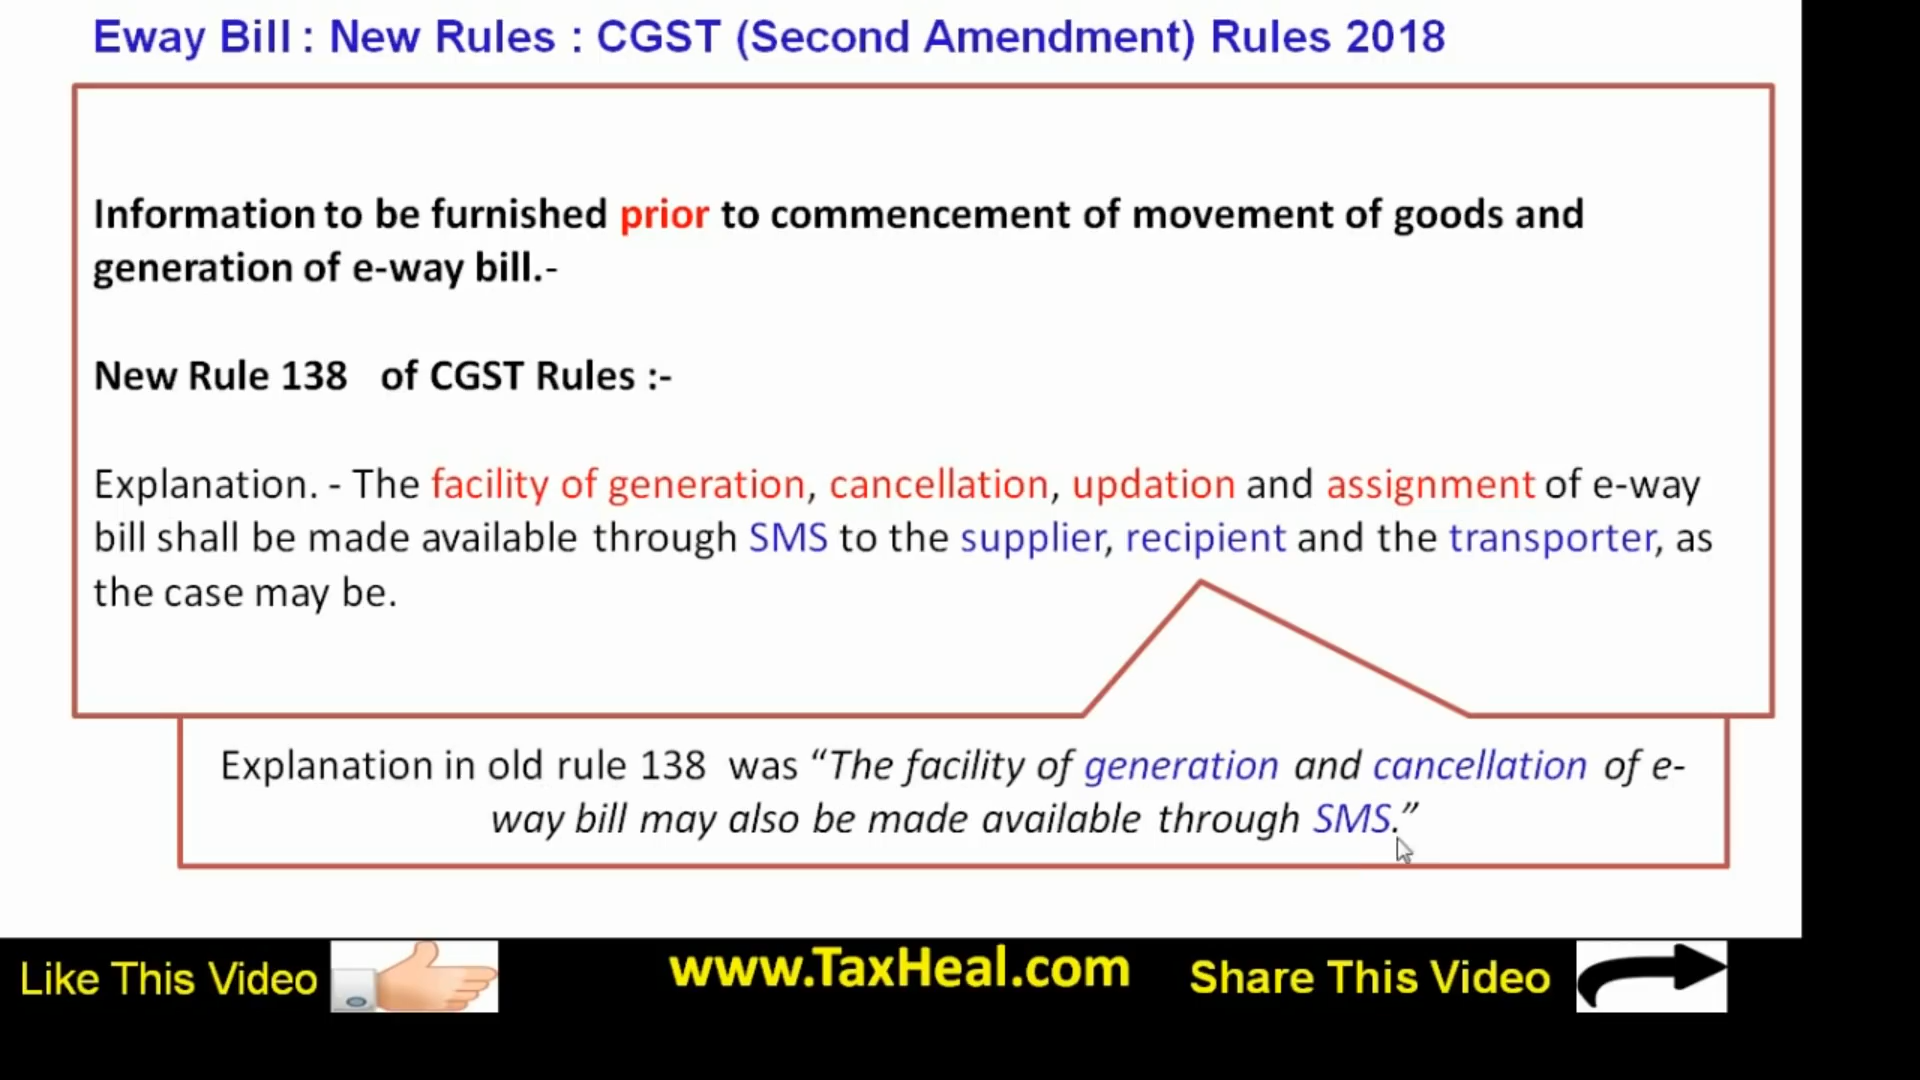 Eway Bill : New Rules : CGST (Second Amendment) Rules 2018
Information to be furnished prior to commencement of movement of goods and
generation of e-way bill.-
New Rule 138 of CGST Rules :-
Explanation. - The facility of generation, cancellation, updation and assignment of e-way
bill shall be made available through SMS to the supplier, recipient and the transporter, as
the case may be.
Explanation in old rule 138 was “The facility of generation and cancellation of e-
way bill may also be made available through SMS.”
Like This Video
www.TaxHeal.com
Share This Video